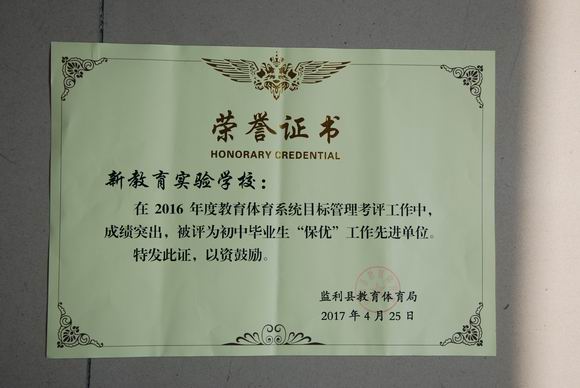 荣誉证书
HONORARY CREDENTIAL
新教育实验学校：
在 2016 年度教育体育系统目标管理考评工作中，
成绩突出，被评为初中毕业生“保优”工作先进单位。
特发此证，以资鼓励。
监利县教育体育局
2017 年 4 月 25 日